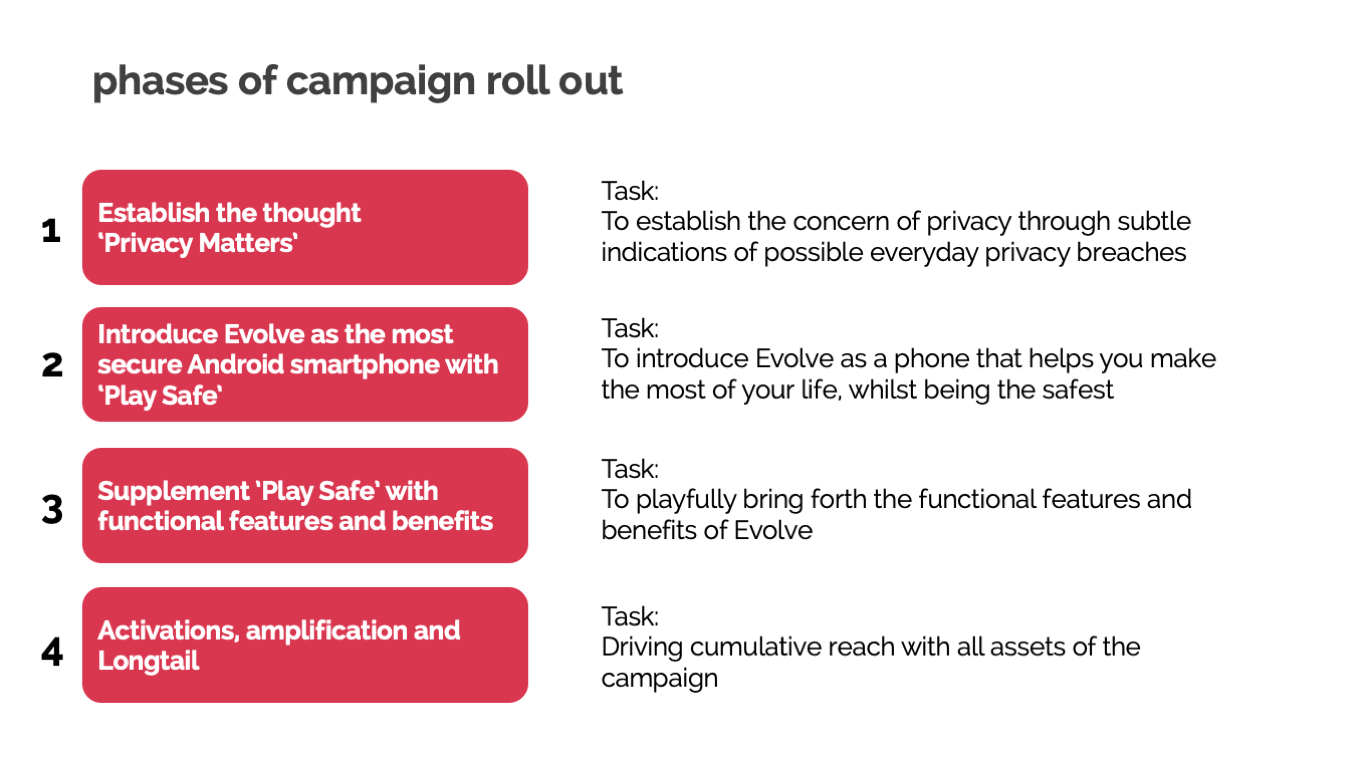 phases of campaign roll out
1
Establish the thought
‘Privacy Matters’
Task:
To establish the concern of privacy through subtle
indications of possible everyday privacy breaches
2
Introduce Evolve as the most
secure Android smartphone with
‘Play Safe’
Task:
To introduce Evolve as a phone that helps you make
the most of your life, whilst being the safest
3
Supplement ‘Play Safe’ with
functional features and benefits
Task:
To playfully bring forth the functional features and
benefits of Evolve
4
Activations, amplification and
Longtail
Task:
Driving cumulative reach with all assets of the
campaign